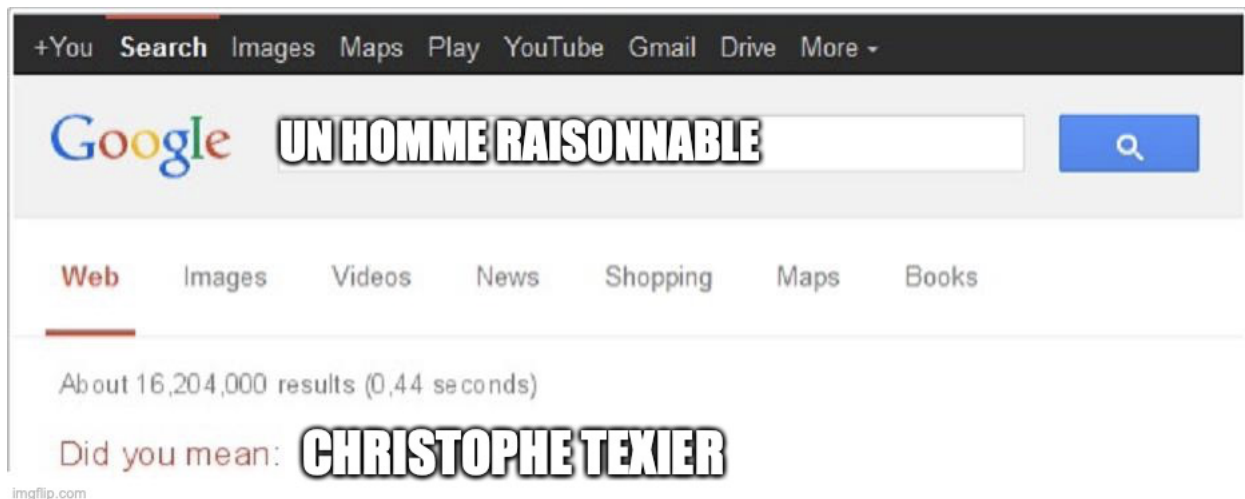 +You Search Images Maps Play YouTube Gmail Drive More
Google UN HOMME RAISONNABLE
Web Images Videos News Shopping Maps Books
About 16,204,000 results (0,44 seconds)
Did you mean: CHRISTOPHE TEXIER
imgflip.com